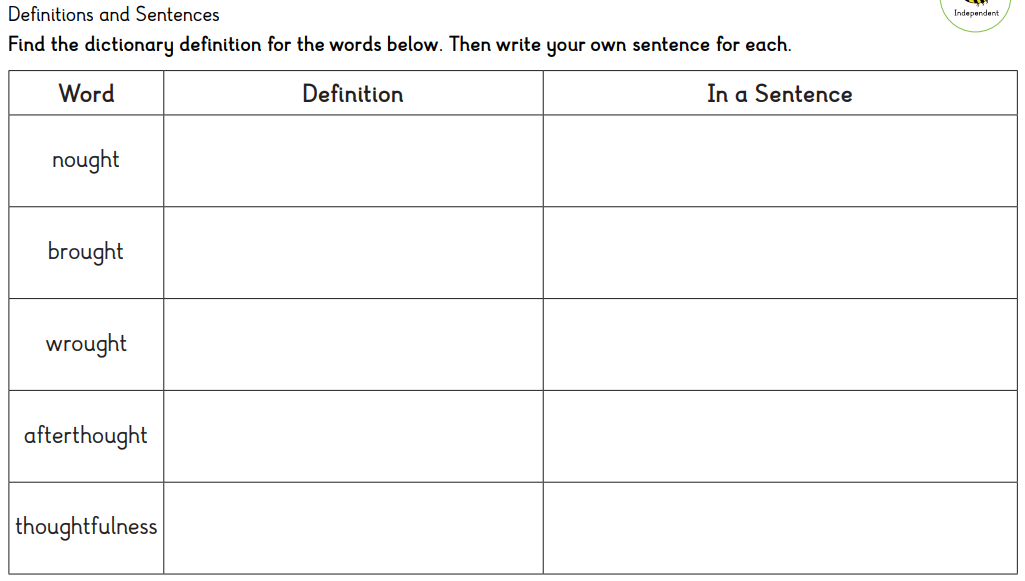 Definitions and Sentences
Independent
Find the dictionary definition for the words below. Then write your own sentence for each.
Word Definition In a Sentence
nought
brought
wrought
afterthought
thoughtfulness